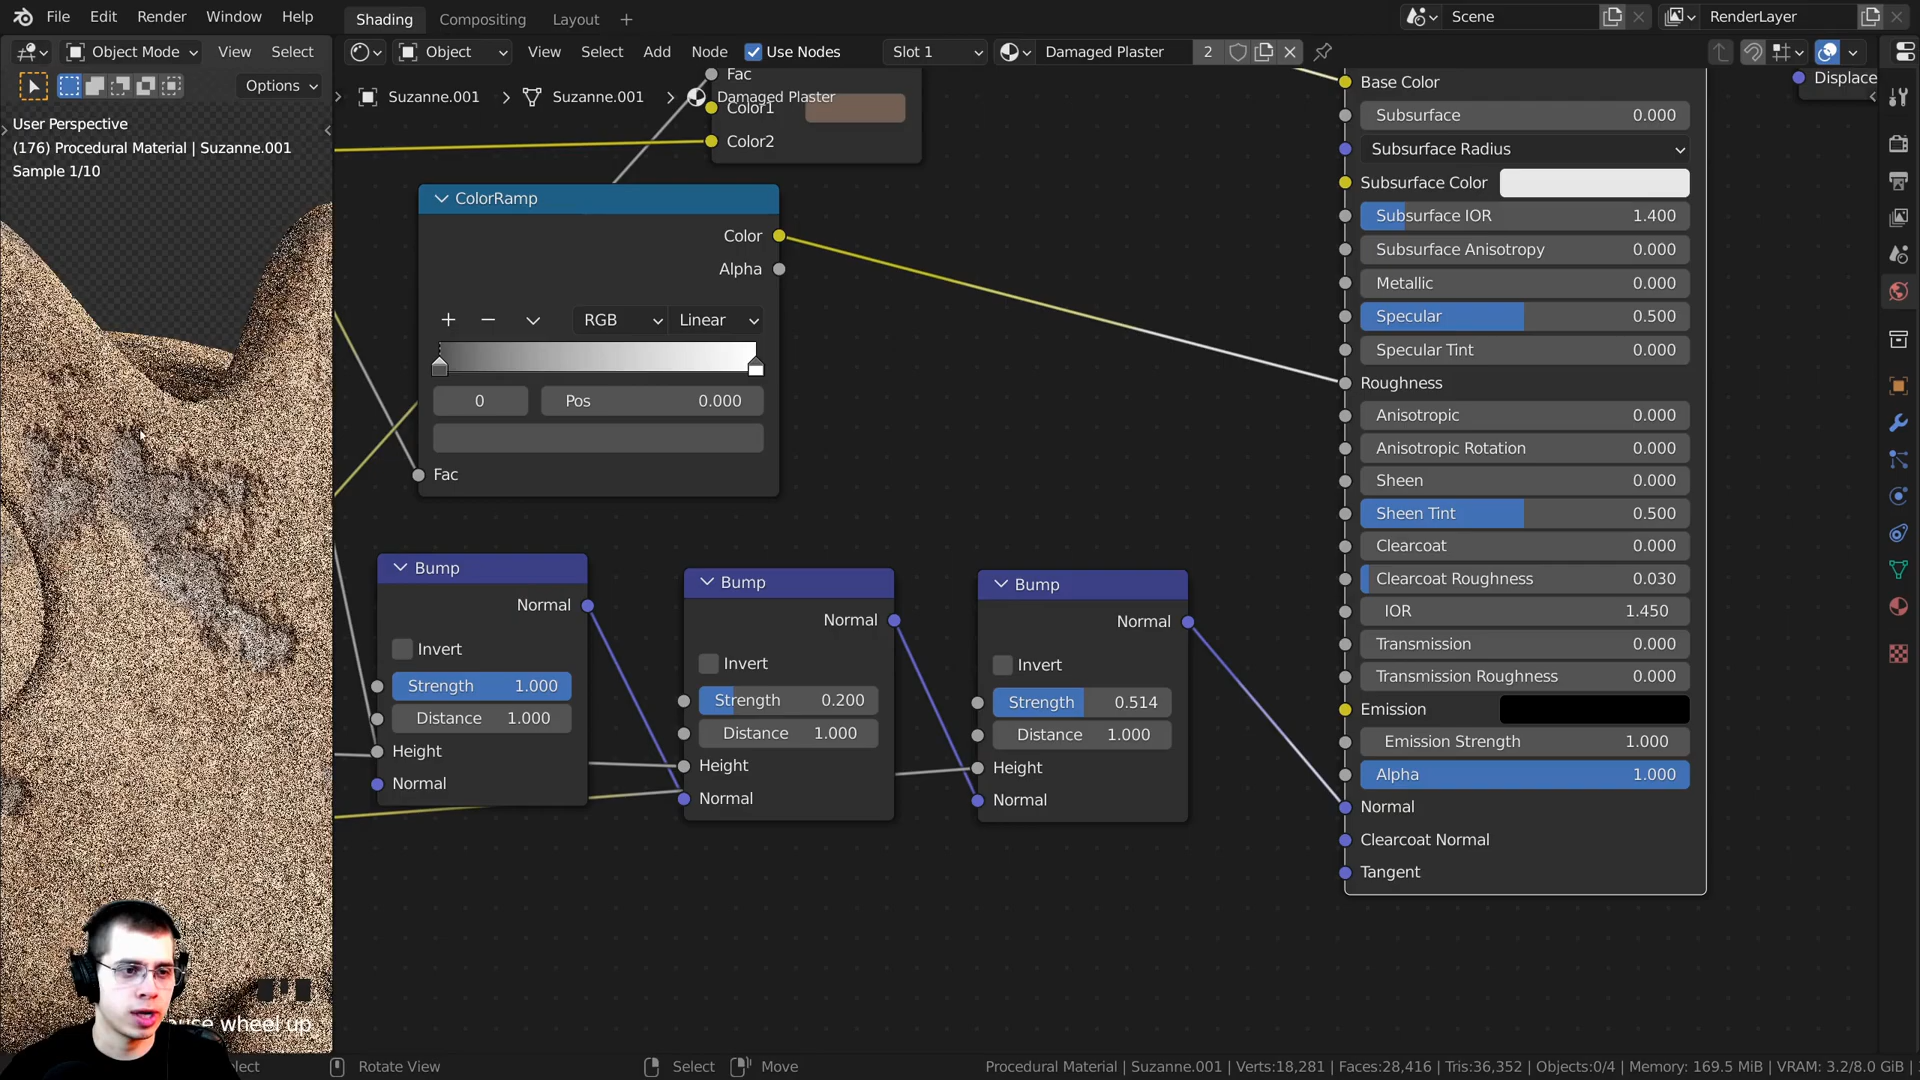 File Edit Render Window Help Shading Compositing Layout + Scene RenderLayer
Object Mode View Select Object View Select Add Node Use Nodes Slot 1 Damaged Plaster 2
Options
Suzanne.001 > Suzanne.001 > Damaged Plaster
User Perspective
(176) Procedural Material | Suzanne.001
Sample 1/10
Fac
Color1
Color2
ColorRamp
Color
Alpha
RGB Linear
0 Pos 0.000
Fac
Bump
Normal
Invert
Strength 1.000
Distance 1.000
Height
Normal
Bump
Normal
Invert
Strength 0.200
Distance 1.000
Height
Normal
Bump
Normal
Invert
Strength 0.514
Distance 1.000
Height
Normal
Base Color
Subsurface 0.000
Subsurface Radius
Subsurface Color
Subsurface IOR 1.400
Subsurface Anisotropy 0.000
Metallic 0.000
Specular 0.500
Specular Tint 0.000
Roughness
Anisotropic 0.000
Anisotropic Rotation 0.000
Sheen 0.000
Sheen Tint 0.500
Clearcoat 0.000
Clearcoat Roughness 0.030
IOR 1.450
Transmission 0.000
Transmission Roughness 0.000
Emission
Emission Strength 1.000
Alpha 1.000
Normal
Clearcoat Normal
Tangent
Displace
use wheel up
lect Rotate View Select Move Procedural Material | Suzanne.001 | Verts:18,281 | Faces:28,416 | Tris:36,352 | Objects:0/4 | Memory: 169.5 MiB | VRAM: 3.2/8.0 GiB |